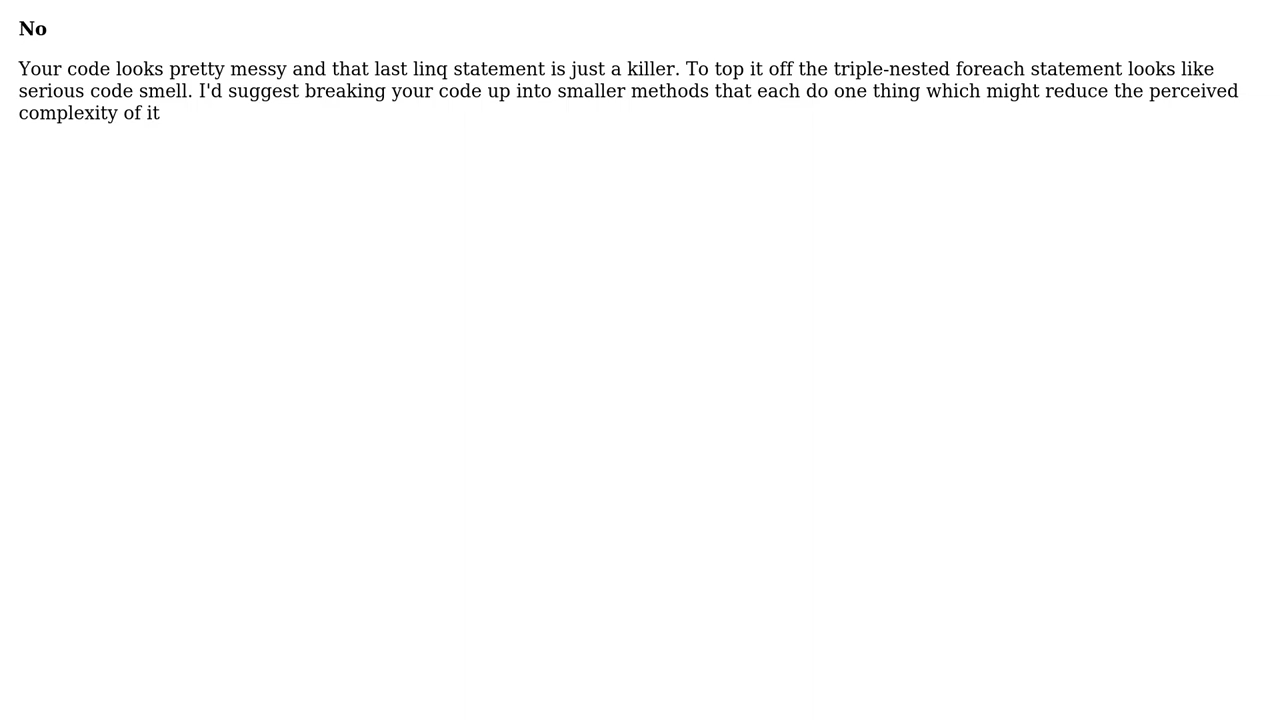 No
Your code looks pretty messy and that last linq statement is just a killer. To top it off the triple-nested foreach statement looks like
serious code smell. I'd suggest breaking your code up into smaller methods that each do one thing which might reduce the perceived
complexity of it